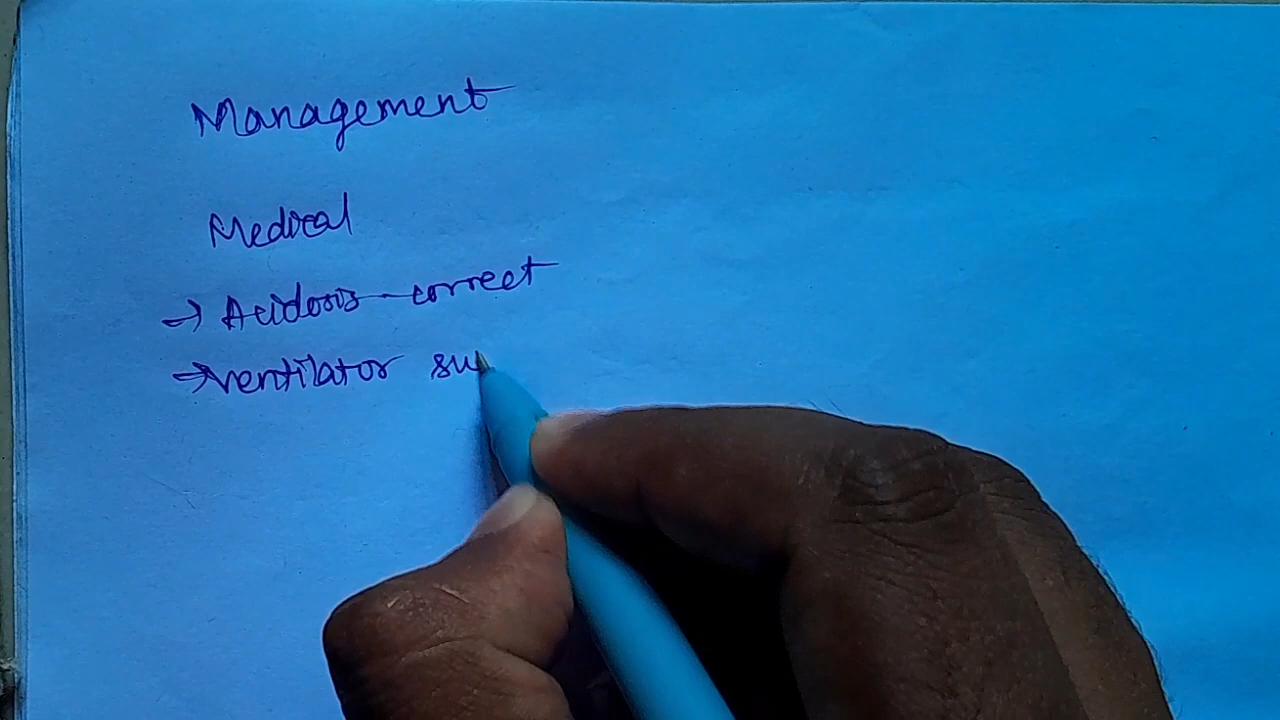 Management
Medical
→ Acidosis - correct
→ ventilator su